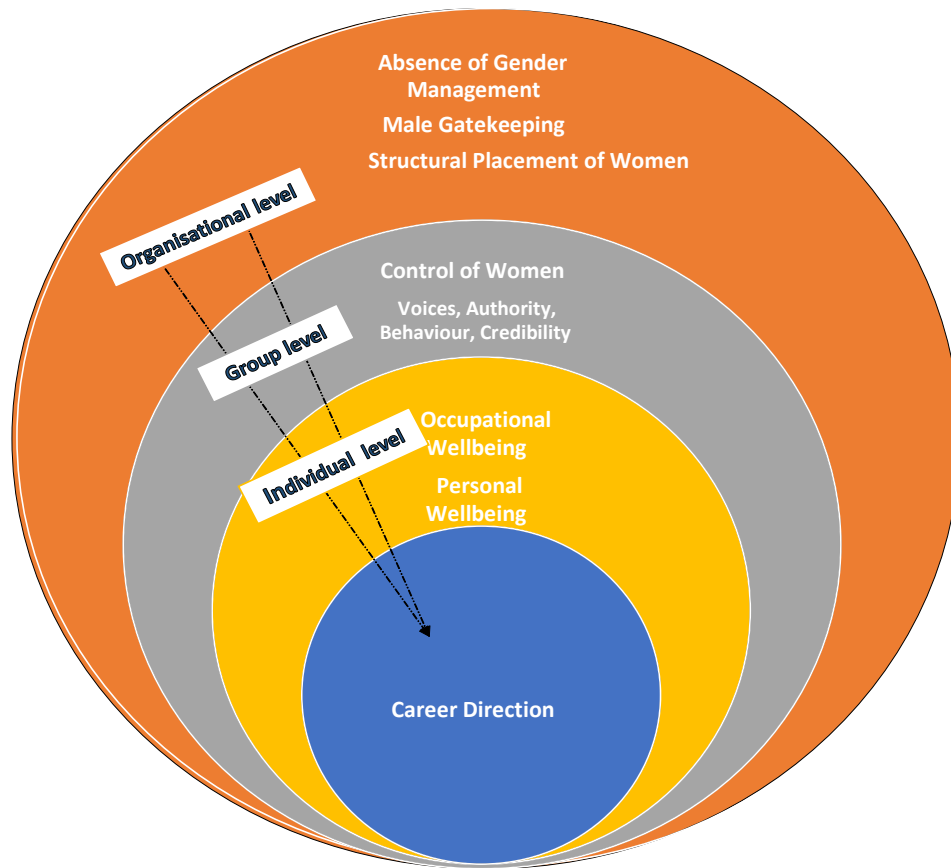 Absence of Gender
Management
Male Gatekeeping
Structural Placement of Women
Organisational level
Control of Women
Voices, Authority,
Behaviour, Credibility
Group level
Occupational
Wellbeing
Individual level
Personal
Wellbeing
Career Direction